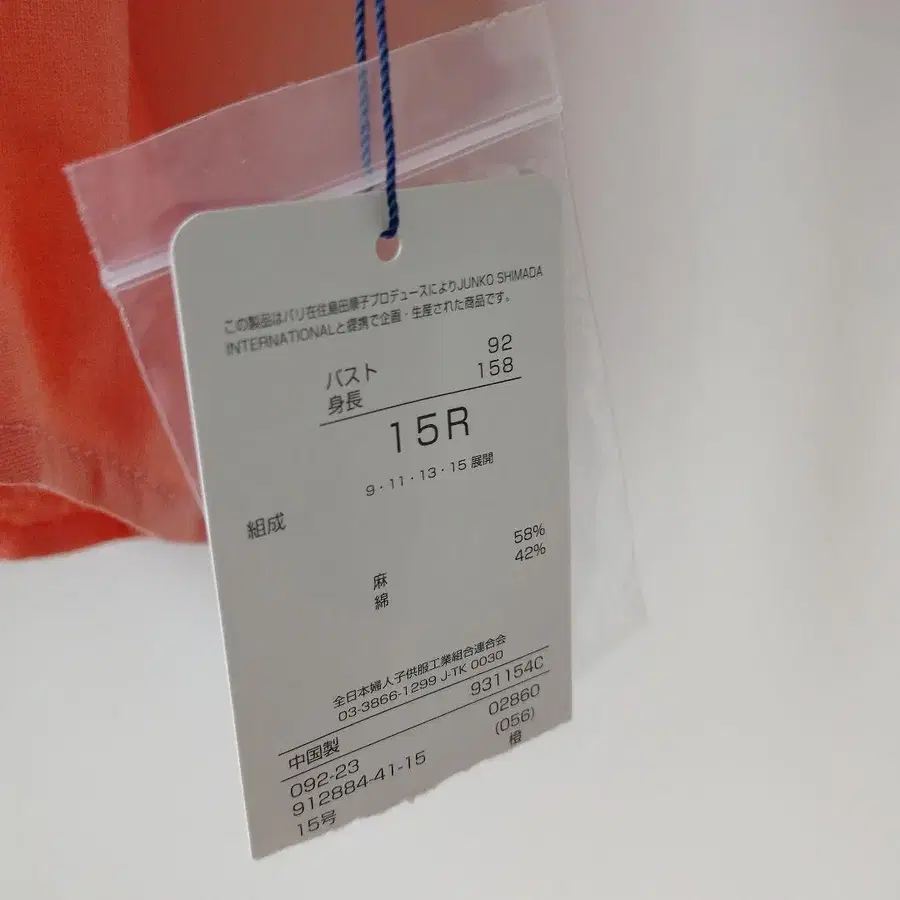 この製品はパリ在住島田順子プロデュースによりJUNKO SHIMADA
INTERNATIONALと提携で企画・生産された商品です。
バスト 92
身長 158
15R
9・11・13・15 展開
組成
麻 58%
綿 42%
全日本婦人子供服工業組合連合会
03-3866-1299 J-TK 0030
中国製 931154C
092-23 02860
912884-41-15 (056)
15号 橙